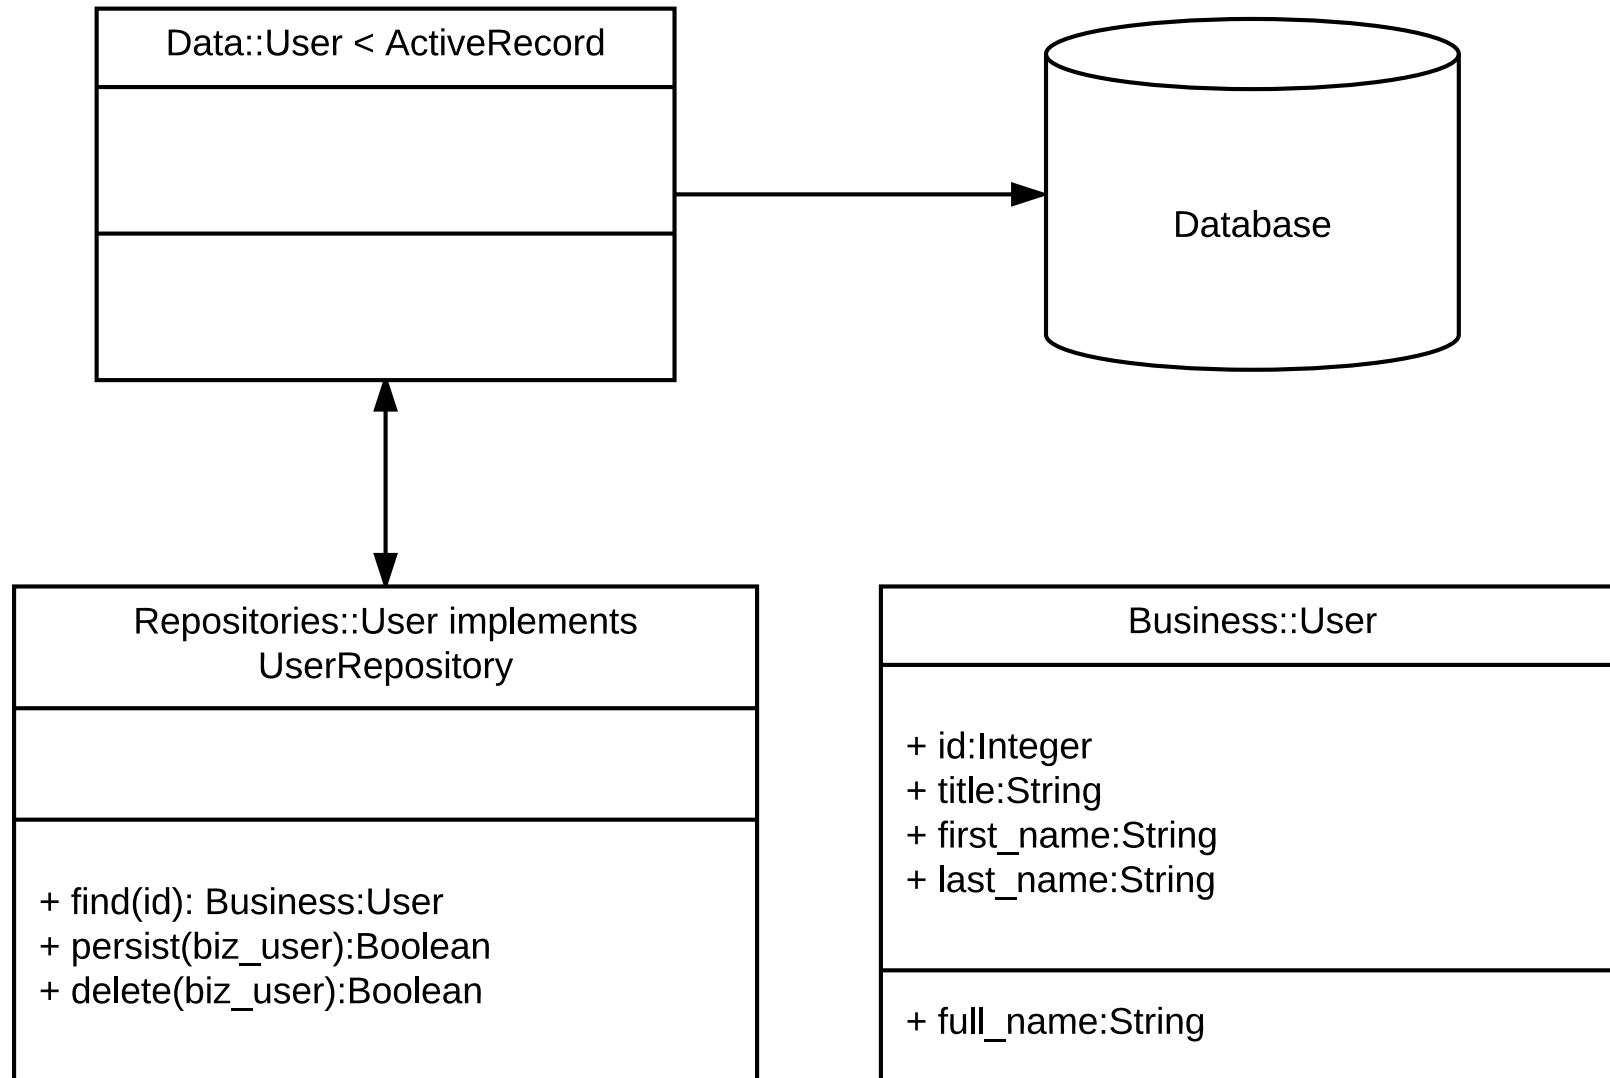 Data::User < ActiveRecord
Database
Repositories::User implements
UserRepository
+ find(id): Business:User
+ persist(biz_user):Boolean
+ delete(biz_user):Boolean
Business::User
+ id:Integer
+ title:String
+ first_name:String
+ last_name:String
+ full_name:String